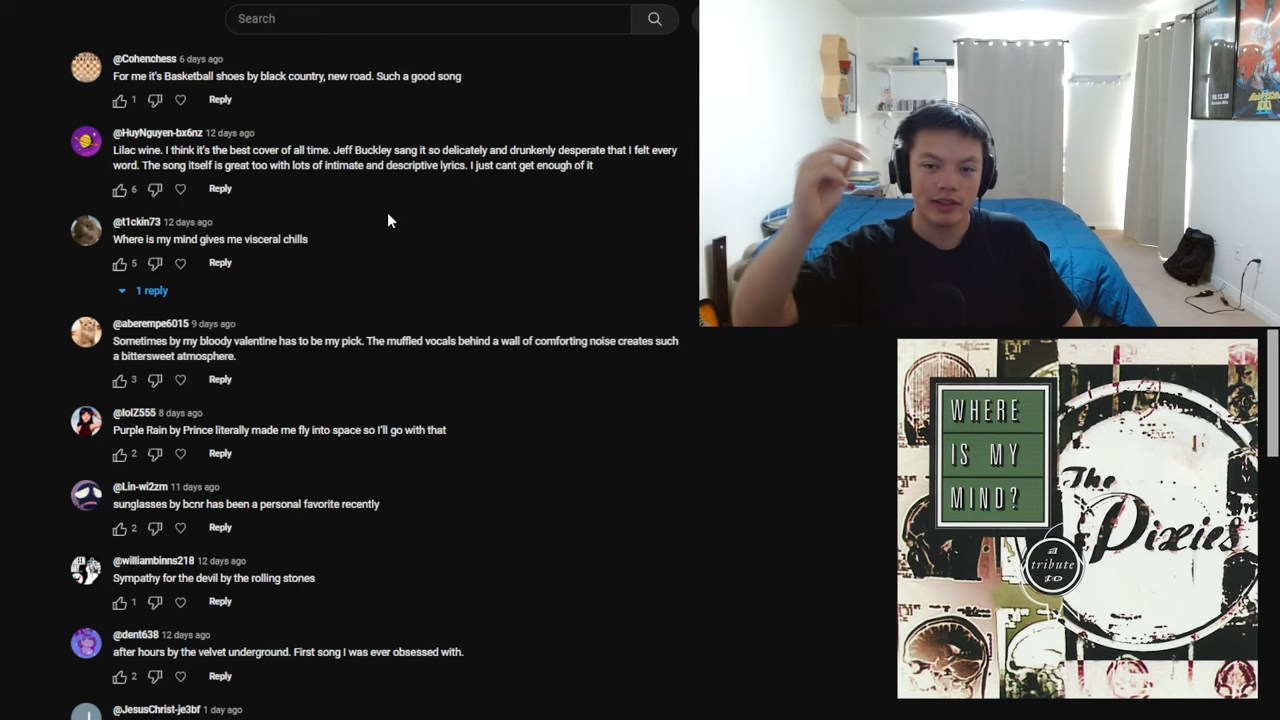 Search
@Cohenchess 6 days ago
For me it's Basketball shoes by black country, new road. Such a good song
1
Reply
@HuyNguyen-bx6nz 12 days ago
Lilac wine. I think it's the best cover of all time. Jeff Buckley sang it so delicately and drunkenly desperate that I felt every
word. The song itself is great too with lots of intimate and descriptive lyrics. I just cant get enough of it
6
Reply
@t1ckin73 12 days ago
Where is my mind gives me visceral chills
5
Reply
1 reply
@aberempe6015 9 days ago
Sometimes by my bloody valentine has to be my pick. The muffled vocals behind a wall of comforting noise creates such
a bittersweet atmosphere.
3
Reply
@lolZ555 8 days ago
Purple Rain by Prince literally made me fly into space so I'll go with that
2
Reply
@Lin-wi2zm 11 days ago
sunglasses by bcnr has been a personal favorite recently
2
Reply
@williambinns218 12 days ago
Sympathy for the devil by the rolling stones
1
Reply
@dent638 12 days ago
after hours by the velvet underground. First song I was ever obsessed with.
2
Reply
@JesusChrist-je3bf 1 day ago
J
WHERE
IS MY
MIND?
a
tribute
to
The
Pixies